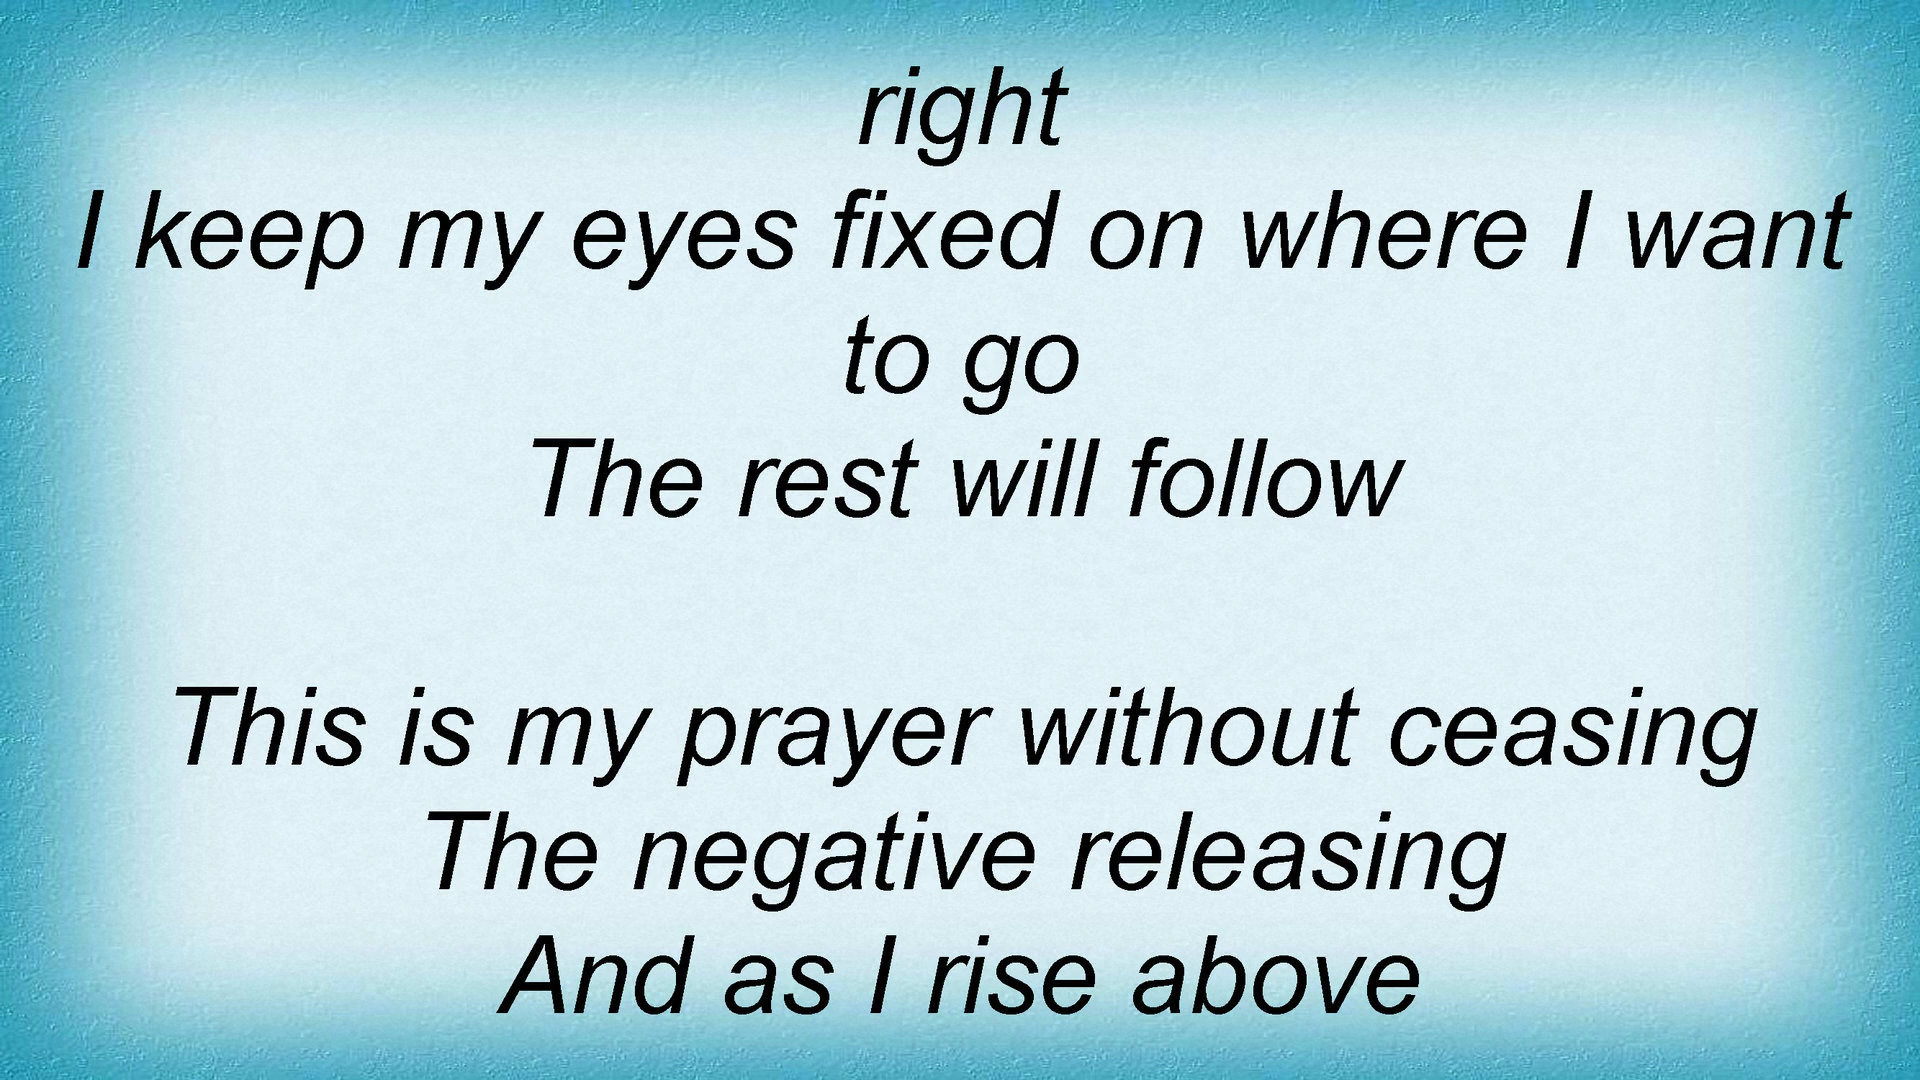 right
I keep my eyes fixed on where I want
to go
The rest will follow
This is my prayer without ceasing
The negative releasing
And as I rise above